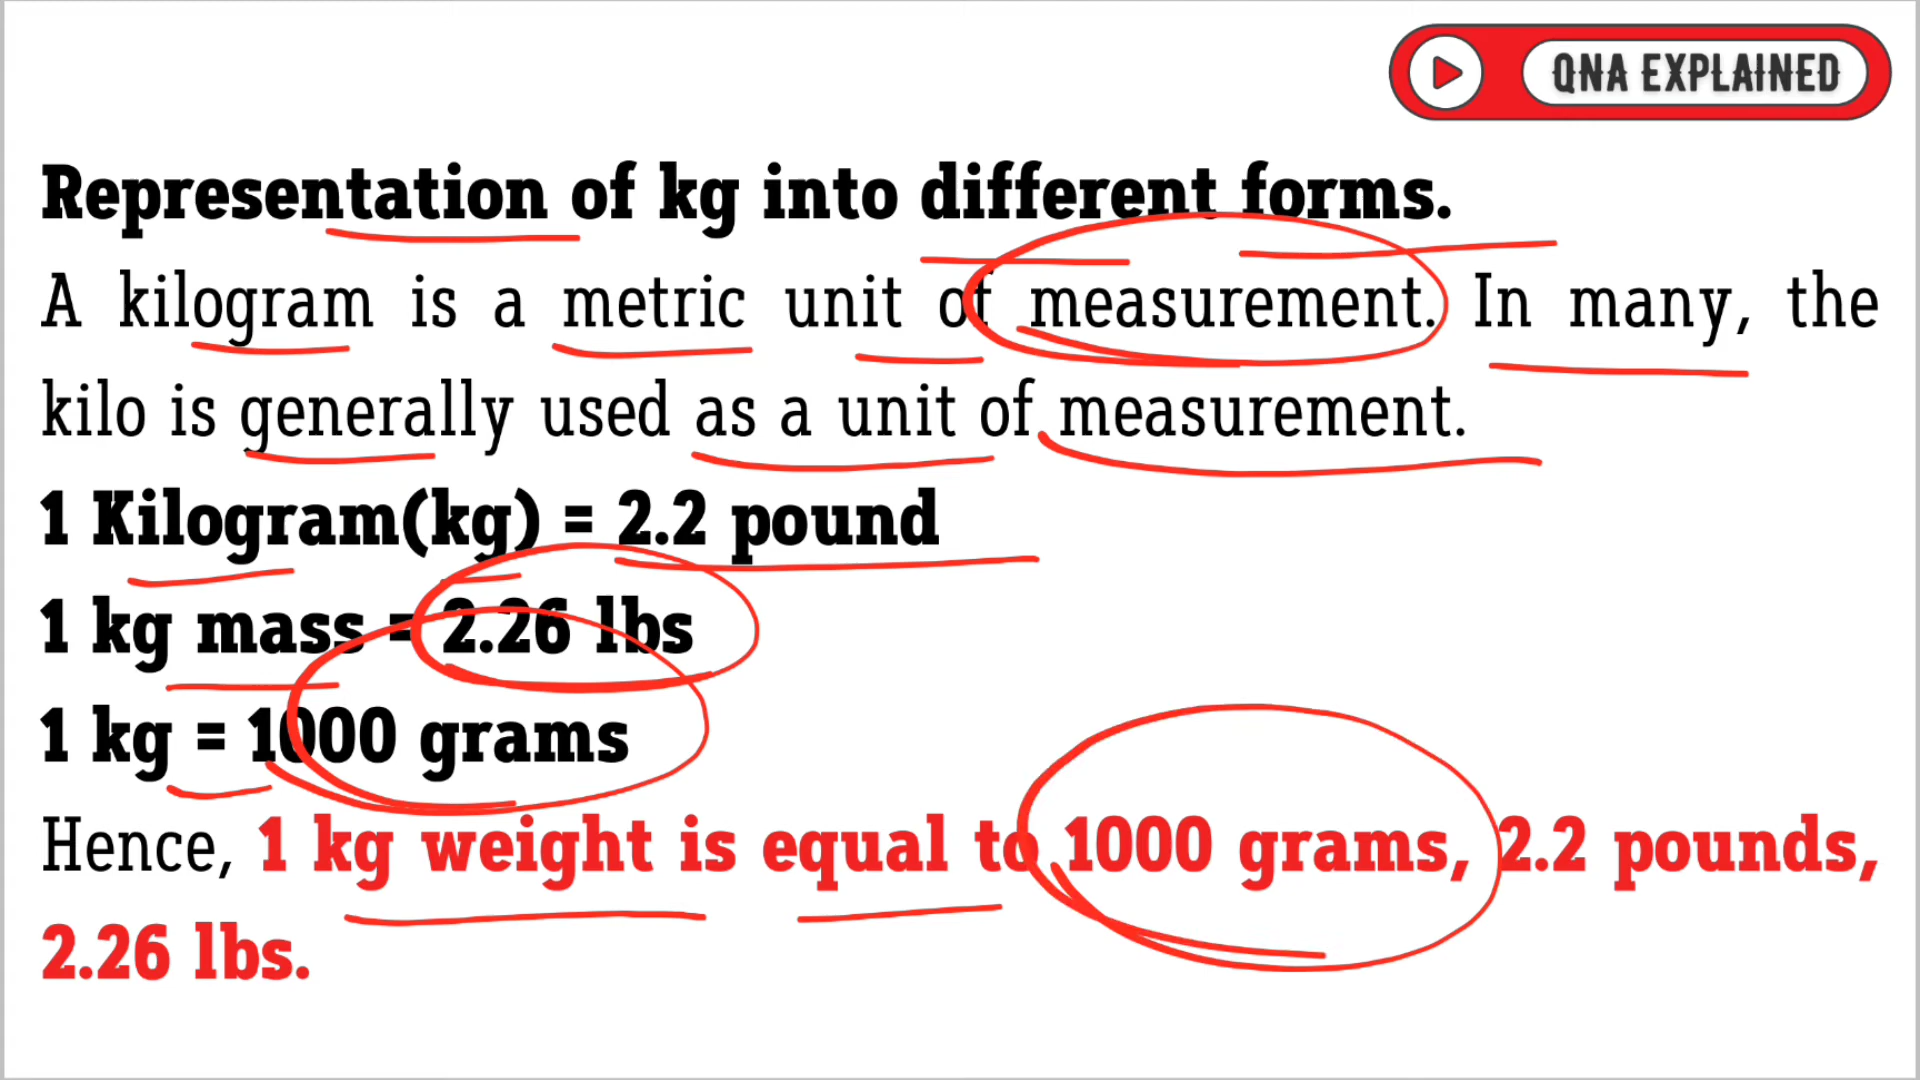 QNA EXPLAINED
Representation of kg into different forms.
A kilogram is a metric unit of measurement. In many, the
kilo is generally used as a unit of measurement.
1 Kilogram(kg) = 2.2 pound
1 kg mass = 2.26 lbs
1 kg = 1000 grams
Hence, 1 kg weight is equal to 1000 grams, 2.2 pounds,
2.26 lbs.